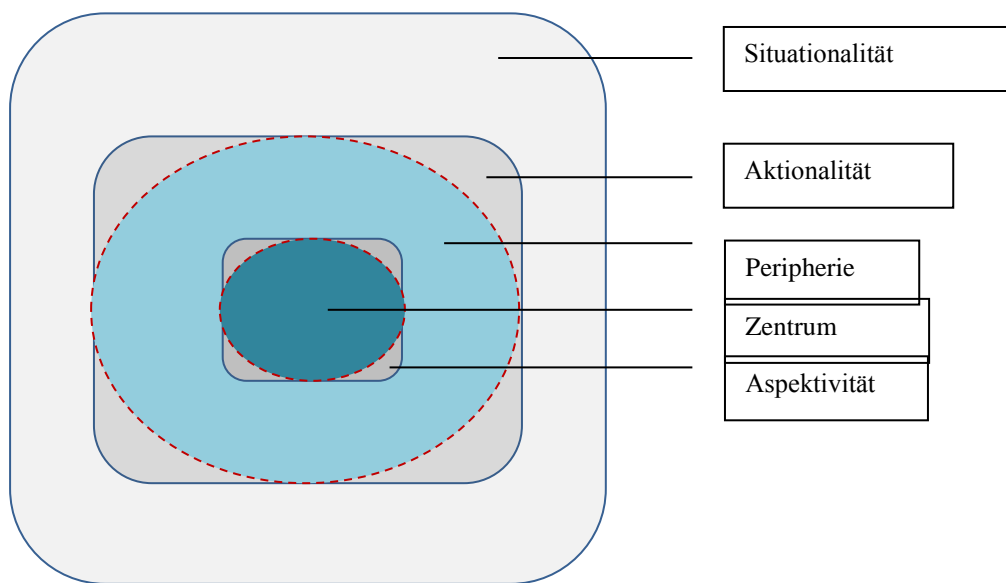 Situationalität
Aktionalität
Peripherie
Zentrum
Aspektivität